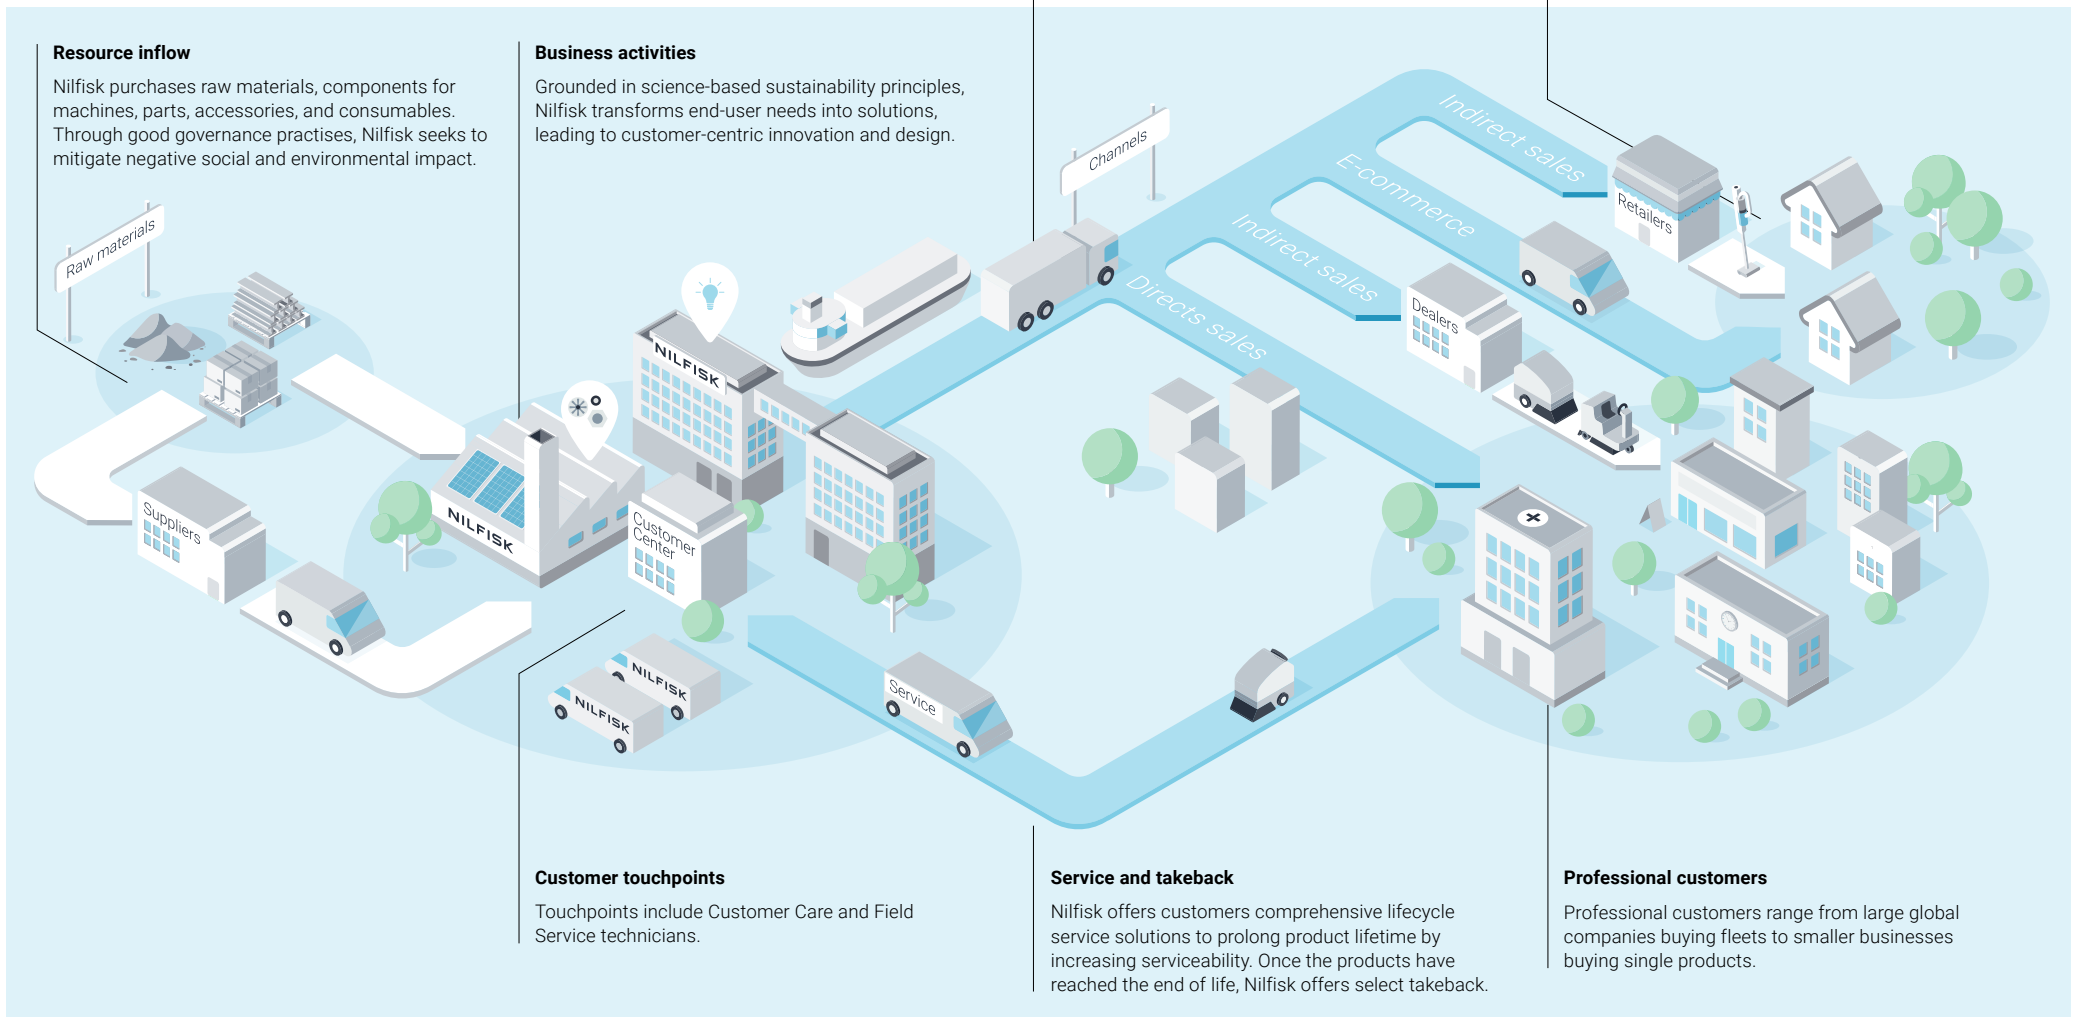 Resource inflow
Nilfisk purchases raw materials, components for
machines, parts, accessories, and consumables.
Through good governance practises, Nilfisk seeks to
mitigate negative social and environmental impact.
Business activities
Grounded in science-based sustainability principles,
Nilfisk transforms end-user needs into solutions,
leading to customer-centric innovation and design.
Raw materials
Channels
Indirect sales
E-commerce
Indirect sales
Directs sales
Retailers
Dealers
NILFISK
NILFISK
Suppliers
Customer
Center
NILFISK
NILFISK
Service
Customer touchpoints
Touchpoints include Customer Care and Field
Service technicians.
Service and takeback
Nilfisk offers customers comprehensive lifecycle
service solutions to prolong product lifetime by
increasing serviceability. Once the products have
reached the end of life, Nilfisk offers select takeback.
Professional customers
Professional customers range from large global
companies buying fleets to smaller businesses
buying single products.